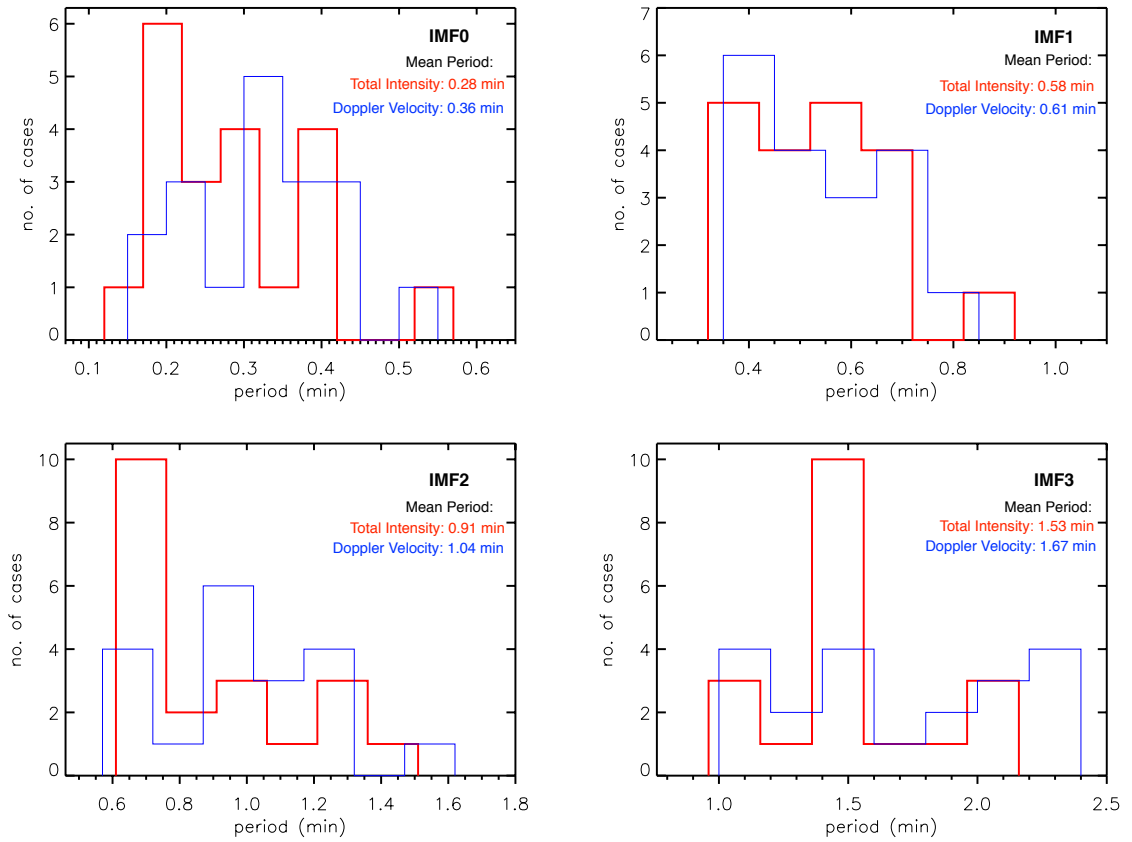 IMF0
Mean Period:
Total Intensity: 0.28 min
Doppler Velocity: 0.36 min
no. of cases
6
5
4
3
2
1
0
0.1 0.2 0.3 0.4 0.5 0.6
period (min)
IMF1
Mean Period:
Total Intensity: 0.58 min
Doppler Velocity: 0.61 min
no. of cases
7
6
5
4
3
2
1
0
0.4 0.6 0.8 1.0
period (min)
IMF2
Mean Period:
Total Intensity: 0.91 min
Doppler Velocity: 1.04 min
no. of cases
10
8
6
4
2
0
0.6 0.8 1.0 1.2 1.4 1.6 1.8
period (min)
IMF3
Mean Period:
Total Intensity: 1.53 min
Doppler Velocity: 1.67 min
no. of cases
10
8
6
4
2
0
1.0 1.5 2.0 2.5
period (min)